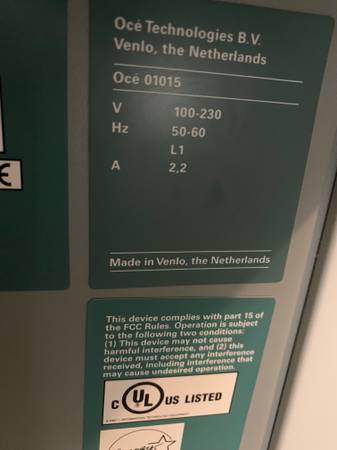 Océ Technologies B.V.
Venlo, the Netherlands
Océ 01015
V 100-230
Hz 50-60
L1
A 2,2
Made in Venlo, the Netherlands
This device complies with part 15 of
the FCC Rules. Operation is subject
to the following two conditions:
(1) This device may not cause
harmful interference, and (2) this
device must accept any interference
received, including interference that
may cause undesired operation.
C UL US LISTED